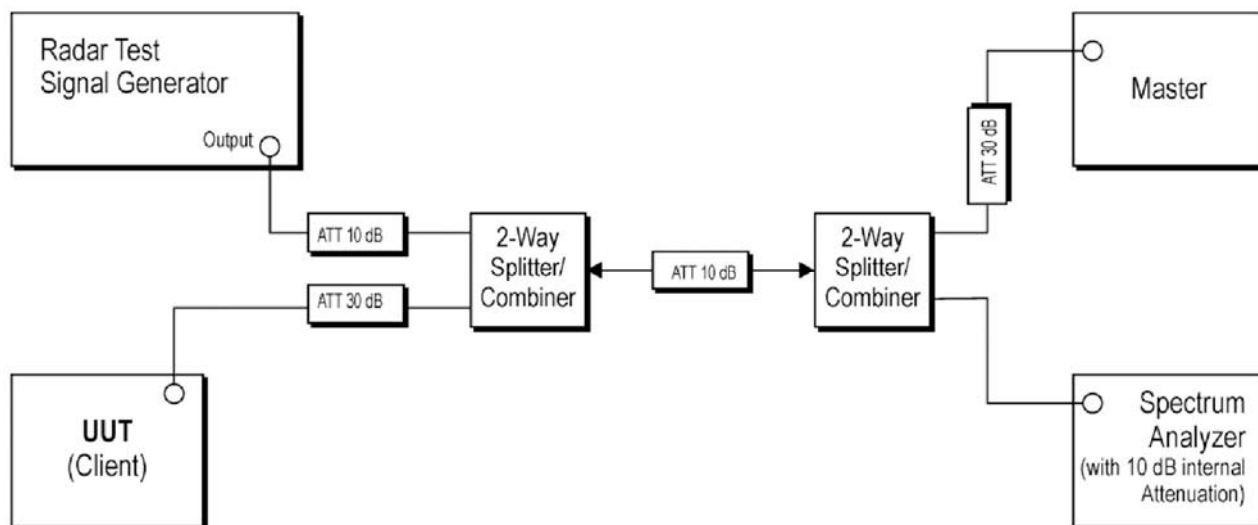 Radar Test
Signal Generator
Output
ATT 10 dB
ATT 30 dB
2-Way
Splitter/
Combiner
ATT 10 dB
2-Way
Splitter/
Combiner
ATT 30 dB
Master
UUT
(Client)
Spectrum
Analyzer
(with 10 dB internal
Attenuation)